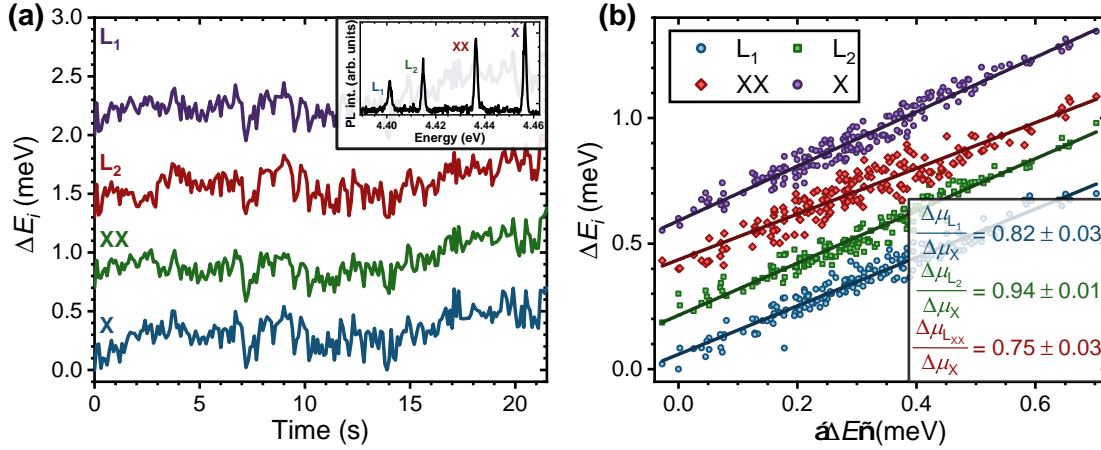 (a)
3.0
2.5
2.0
1.5
1.0
0.5
0.0
ΔE_i (meV)
L₁
L₂
XX
X
0 5 10 15 20
Time (s)
PL int. (arb. units)
L₁ L₂ XX X
4.40 4.42 4.44 4.46
Energy (eV)
(b)
L₁ L₂
XX X
1.0
0.5
0.0
ΔE_i (meV)
Δμ_L₁ / Δμ_X = 0.82 ± 0.03
Δμ_L₂ / Δμ_X = 0.94 ± 0.01
Δμ_L_XX / Δμ_X = 0.75 ± 0.03
0.0 0.2 0.4 0.6
áΔEñ(meV)